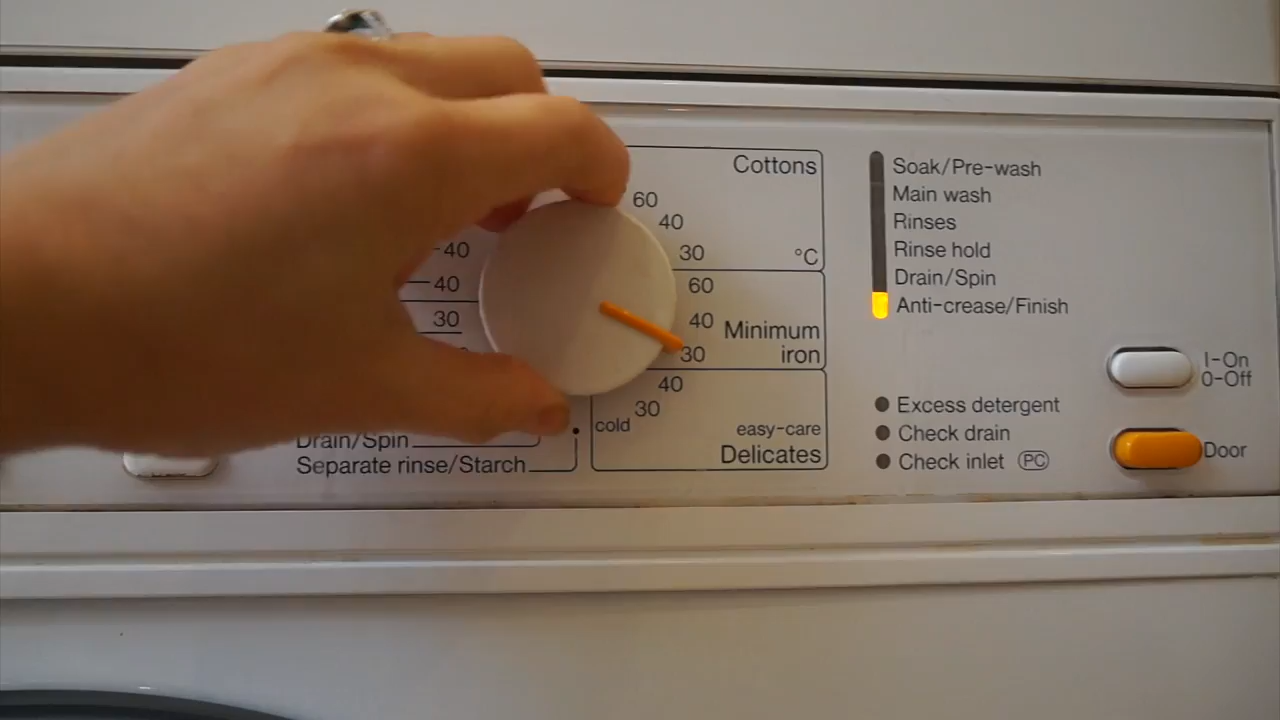 Cottons
60
40
30
°C
60
40
30
Minimum
iron
40
30
cold
easy-care
Delicates
40
40
30
Drain/Spin
Separate rinse/Starch
Soak/Pre-wash
Main wash
Rinses
Rinse hold
Drain/Spin
Anti-crease/Finish
Excess detergent
Check drain
Check inlet PC
I-On
0-Off
Door